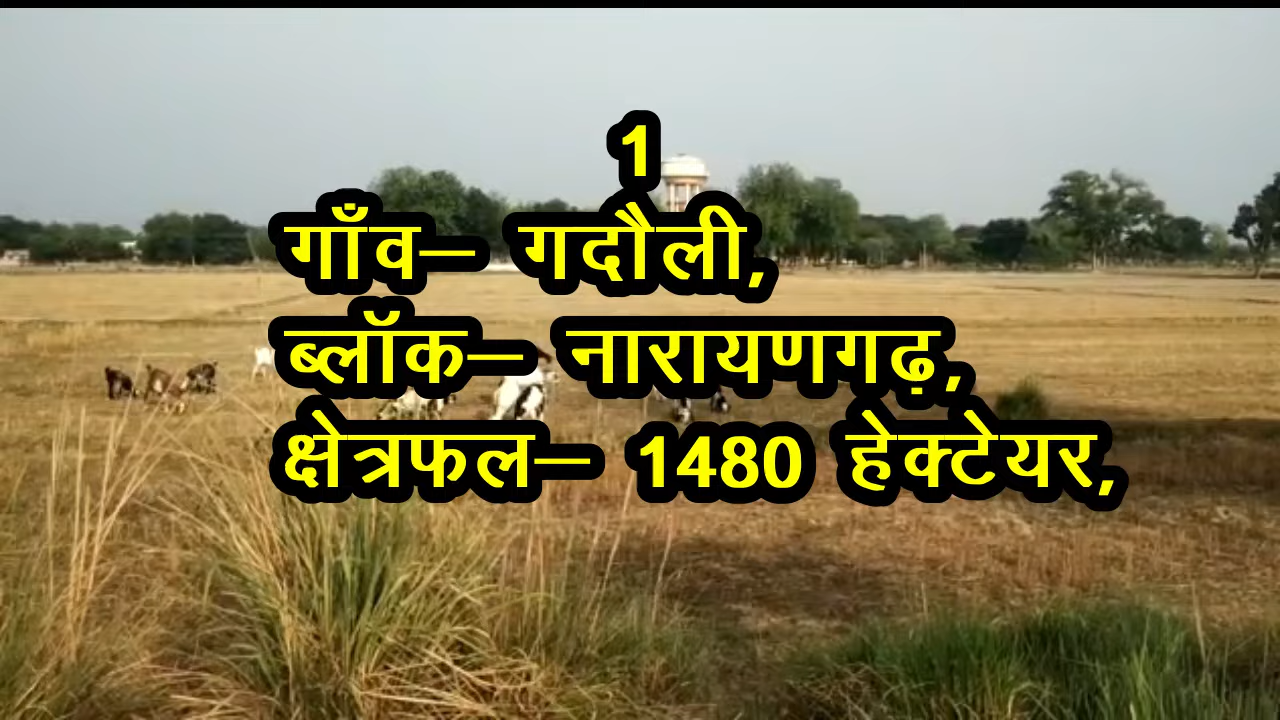 1
गाँव– गदौली,
ब्लॉक– नारायणगढ़,
क्षेत्रफल– 1480 हेक्टेयर,